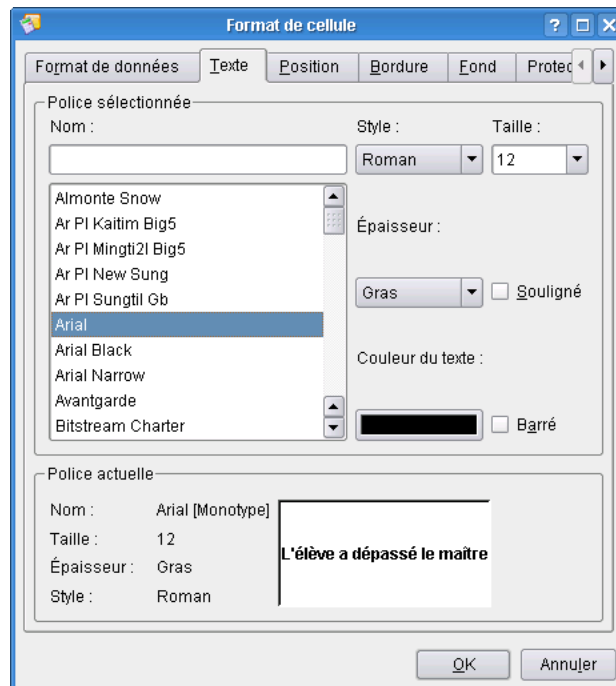 Format de cellule
Format de données Texte Position Bordure Fond Protec
Police sélectionnée
Nom : Style : Taille :
Roman 12
Almonte Snow
Ar Pl Kaitim Big5
Ar Pl Mingti2l Big5
Ar Pl New Sung
Ar Pl Sungtil Gb
Arial
Arial Black
Arial Narrow
Avantgarde
Bitstream Charter
Épaisseur :
Gras Souligné
Couleur du texte :
Barré
Police actuelle
Nom : Arial [Monotype]
Taille : 12
Épaisseur : Gras
Style : Roman
L'élève a dépassé le maître
OK Annuler